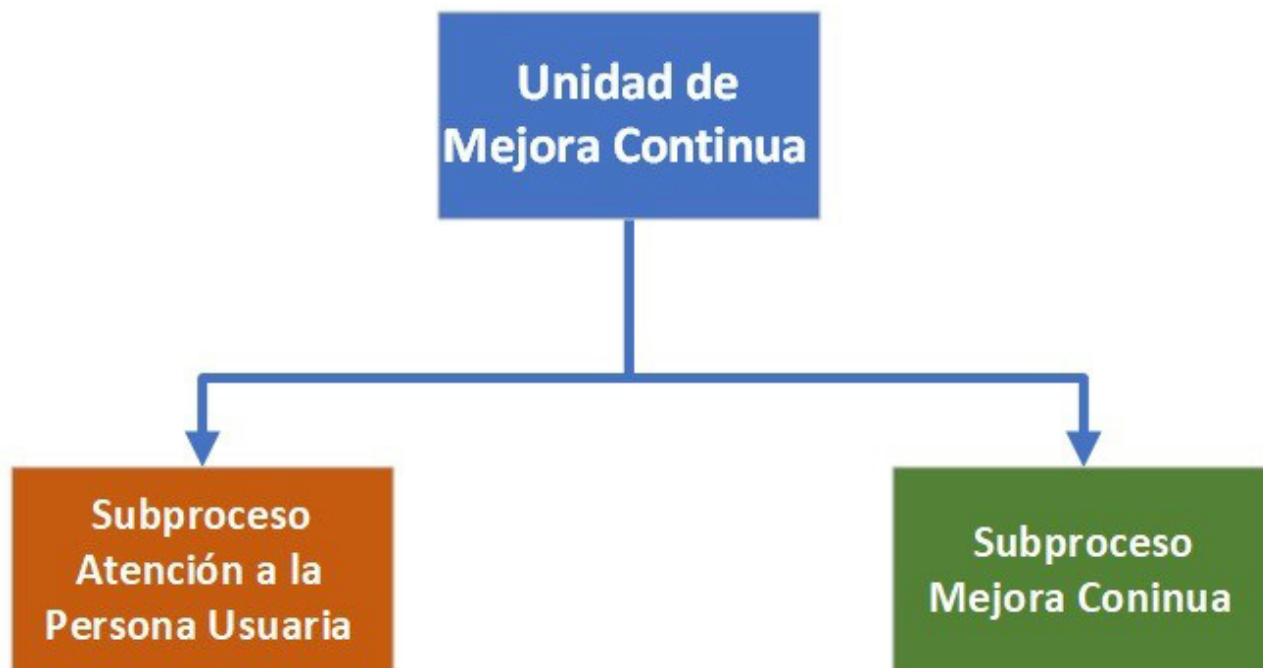 Unidad de
Mejora Continua
Subproceso
Atención a la
Persona Usuaria
Subproceso
Mejora Coninua